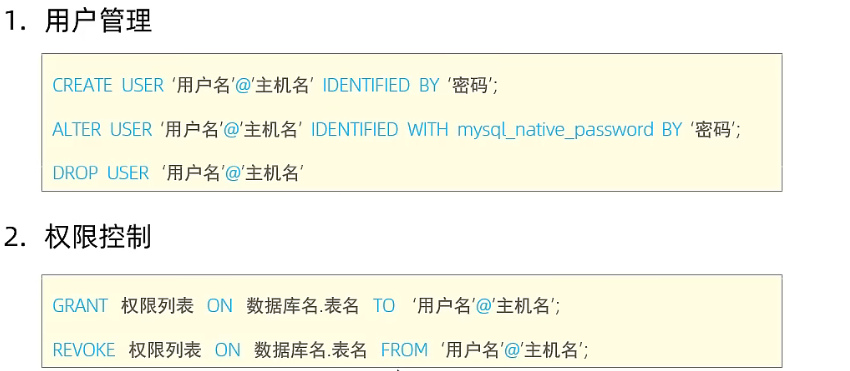 1. 用户管理
CREATE USER ‘用户名’@’主机名’ IDENTIFIED BY ‘密码’;
ALTER USER ‘用户名’@’主机名’ IDENTIFIED WITH mysql_native_password BY ‘密码’;
DROP USER ‘用户名’@’主机名’
2. 权限控制
GRANT 权限列表 ON 数据库名.表名 TO ‘用户名’@’主机名’;
REVOKE 权限列表 ON 数据库名.表名 FROM ‘用户名’@’主机名’;